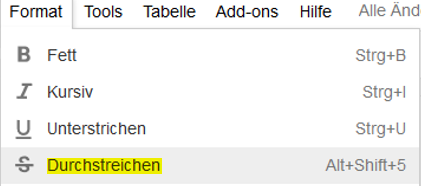 Format Tools Tabelle Add-ons Hilfe Alle Änd
B Fett Strg+B
I Kursiv Strg+I
U Unterstrichen Strg+U
S Durchstreichen Alt+Shift+5